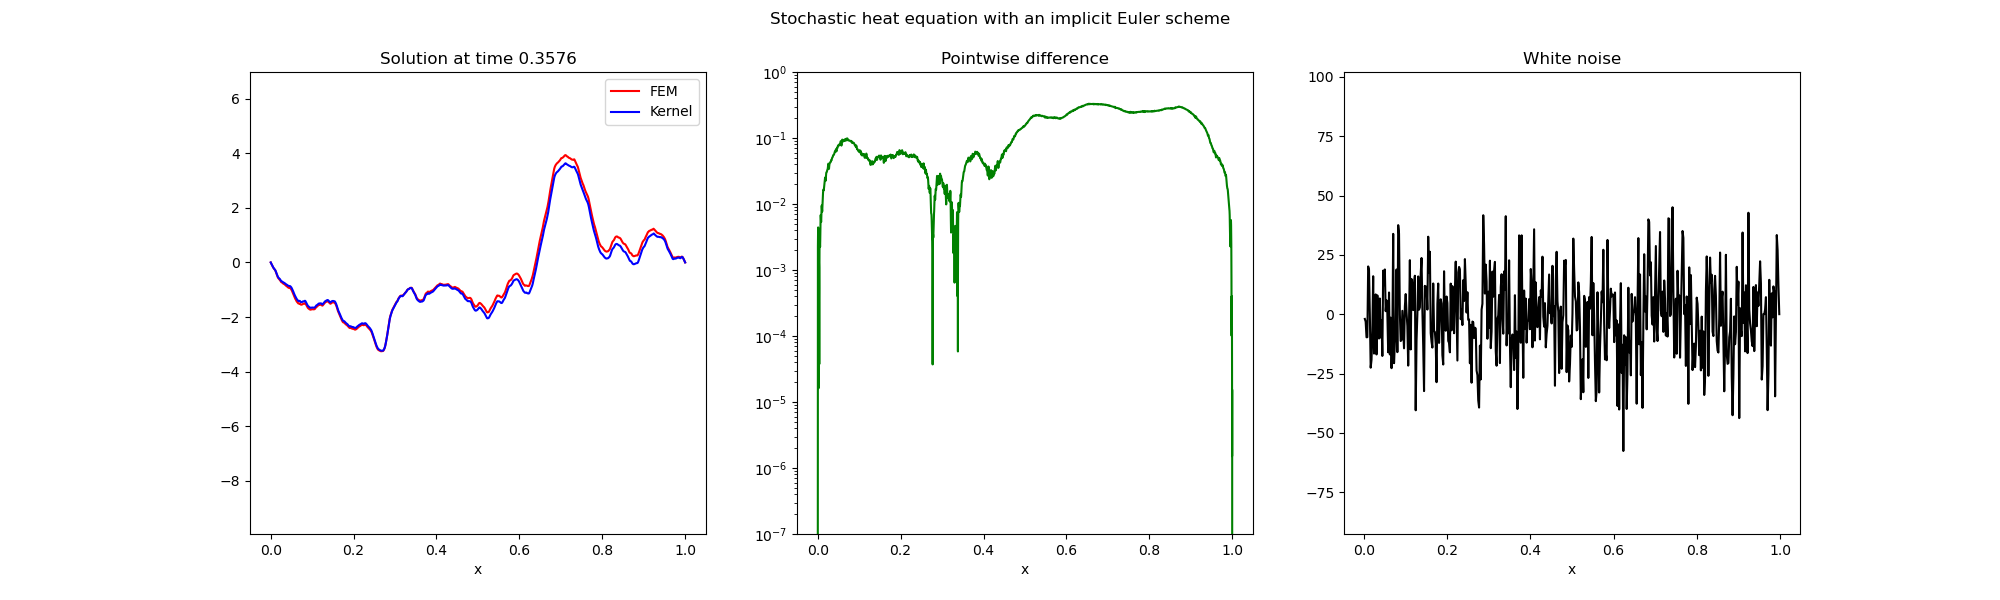 Stochastic heat equation with an implicit Euler scheme
Solution at time 0.3576
FEM
Kernel
6
4
2
0
−2
−4
−6
−8
0.0 0.2 0.4 0.6 0.8 1.0
x
Pointwise difference
10⁰
10⁻¹
10⁻²
10⁻³
10⁻⁴
10⁻⁵
10⁻⁶
10⁻⁷
0.0 0.2 0.4 0.6 0.8 1.0
x
White noise
100
75
50
25
0
−25
−50
−75
0.0 0.2 0.4 0.6 0.8 1.0
x